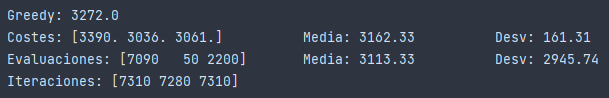 Greedy: 3272.0
Costes: [3390. 3036. 3061.] Media: 3162.33 Desv: 161.31
Evaluaciones: [7090 50 2200] Media: 3113.33 Desv: 2945.74
Iteraciones: [7310 7280 7310]